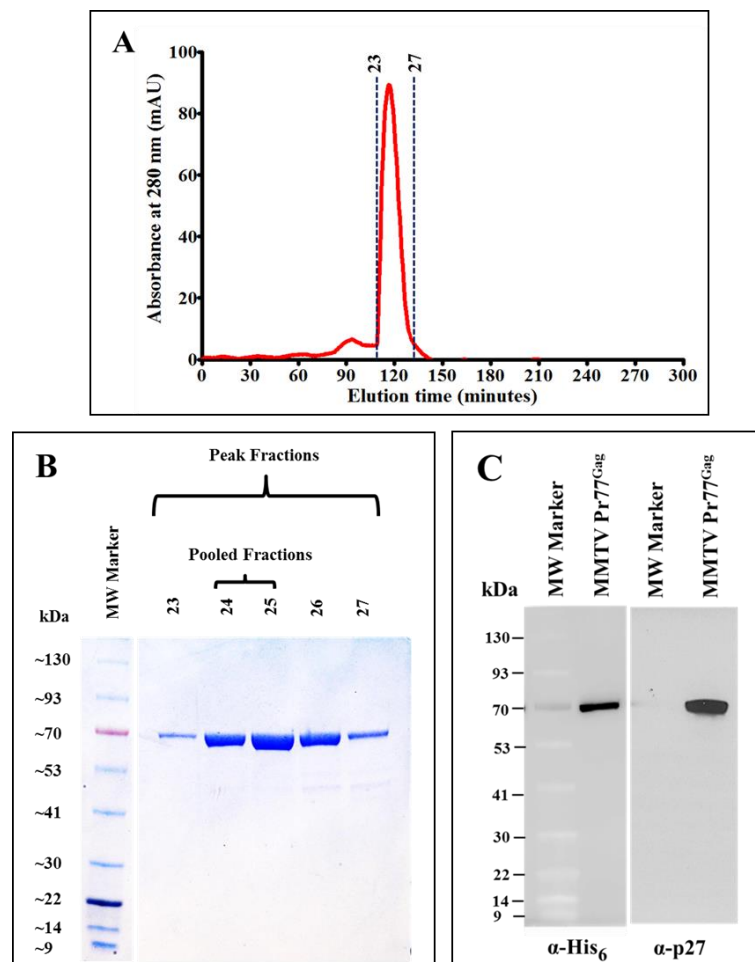 A
Absorbance at 280 nm (mAU)
100
80
60
40
20
0
23
27
0 30 60 90 120 150 180 210 240 270 300
Elution time (minutes)
B
Peak Fractions
Pooled Fractions
kDa
MW Marker
23 24 25 26 27
~130
~93
~70
~53
~41
~30
~22
~14
~9
C
MW Marker
MMTV Pr77Gag
MW Marker
MMTV Pr77Gag
kDa
130
93
70
53
41
30
22
14
9
α-His6 α-p27